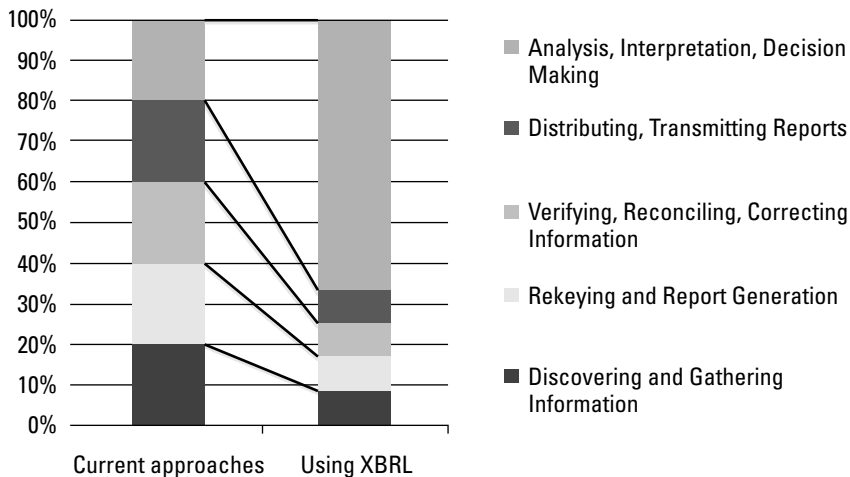 100%
90%
80%
70%
60%
50%
40%
30%
20%
10%
0%
Current approaches
Using XBRL
Analysis, Interpretation, Decision
Making
Distributing, Transmitting Reports
Verifying, Reconciling, Correcting
Information
Rekeying and Report Generation
Discovering and Gathering
Information